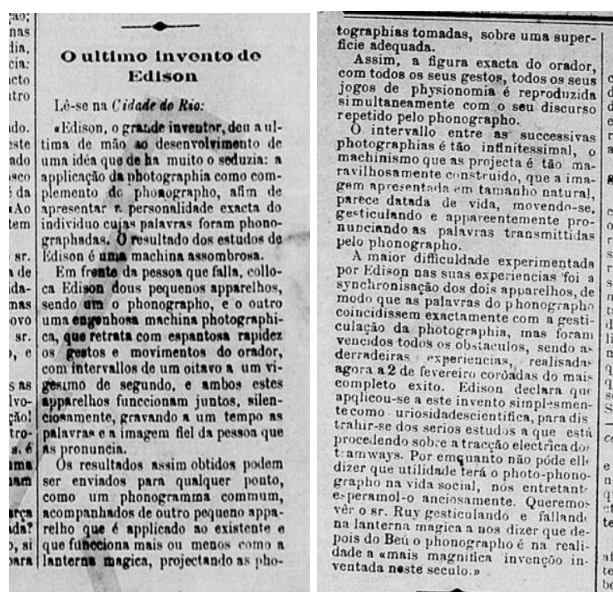 O ultimo invento de
Edison
Lê-se na Cidade do Rio:
«Edison, o grande inventor, deu a ul-
tima de mão ao desenvolvimento de
uma idéa que de ha muito o seduzia: a
applicação da photographia como com-
plemento do phonographo, afim de
apresentar a personalidade exacta do
individuo cujas palavras foram phono-
graphadas. O resultado dos estudos de
Edison é uma machina assombrosa.
Em frente da pessoa que falla, collo-
ca Edison dous pequenos apparelhos,
sendo um o phonographo, e o outro
uma engenhosa machina photographi-
ca, que retrata com espantosa rapidez
os gestos e movimentos do orador,
com intervallos de um oitavo a um vi-
gesimo de segundo, e ambos estes
apparelhos funccionam juntos, silen-
ciosamente, gravando a um tempo as
palavras e a imagem fiel da pessoa que
as pronuncia.
Os resultados assim obtidos podem
ser enviados para qualquer ponto,
como um phonogramma commum,
acompanhados de outro pequeno appa-
relho que é applicado ao existente e
que funcciona mais ou menos como a
lanterna magica, projectando as pho-
tographias tomadas, sobre uma super-
ficie adequada.
Assim, a figura exacta do orador,
com todos os seus gestos, todos os seus
jogos de physionomia é reproduzida
simultaneamente com o seu discurso
repetido pelo phonographo.
O intervallo entre as successivas
photographias é tão infinitessimal, o
machinismo que as projecta é tão ma-
ravilhosamente construido, que a ima-
gem apresentada em tamanho natural,
parece datada de vida, movendo-se,
gesticulando e appareentemente pro-
nunciando as palavras transmittidas
pelo phonographo.
A maior difficuldade experimentada
por Edison nas suas experiencias foi a
synchronisação dos dois apparelhos, de
modo que as palavras do phonographo
coincidissem exactamente com a gesti-
culação da photographia, mas foram
vencidos todos os obstaculos, sendo as
derradeiras experiencias, realisadas
agora a 2 de fevereiro corôadas do mais
completo exito. Edison declara que
applicou-se a este invento simplesmen-
te como uriosidade scientifica, para dis
trahir-se dos serios estudos a que está
procedendo sobre a tracção electrica dos
tramways. Por emquanto não póde elle
dizer que utilidade terá o photo-phono-
grapho na vida social, nós entretanto
esperamol-o anciosamente. Queremos
vêr o sr. Ruy gesticulando e fallando
na lanterna magica a nos dizer que de-
pois do Beú o phonographo é na reali-
dade a «mais magnifica invenção in-
ventada neste seculo.»